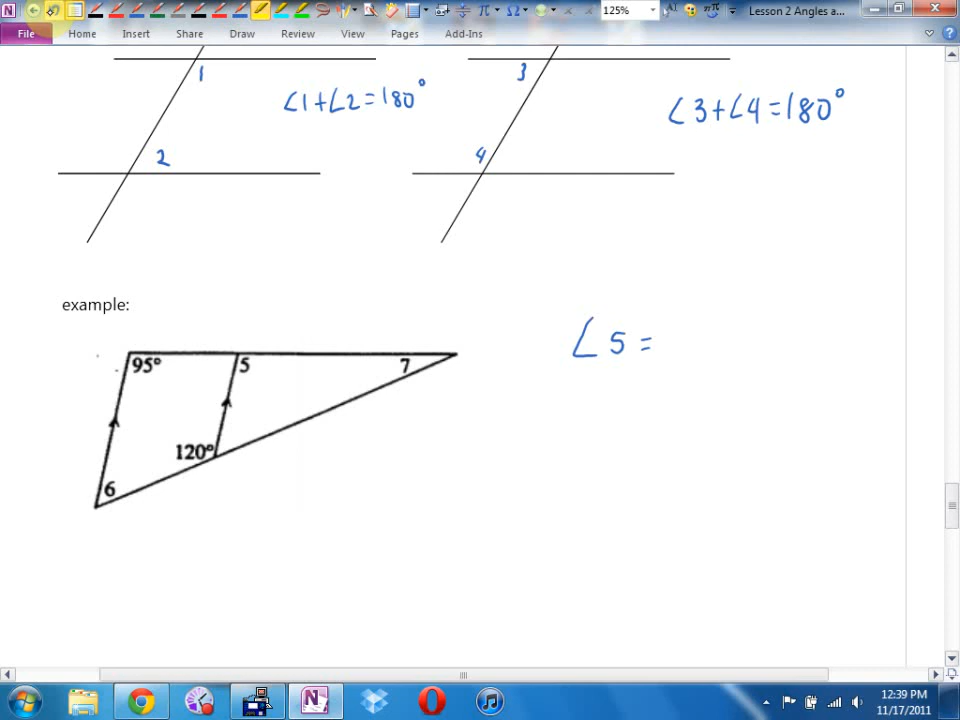 125%
Lesson 2 Angles a...
File Home Insert Share Draw Review Pages View Add-Ins
1
∠1+∠2=180°
2
3
∠3+∠4=180°
4
example:
95° 5 7
120°
6
∠5=
12:39 PM
11/17/2011